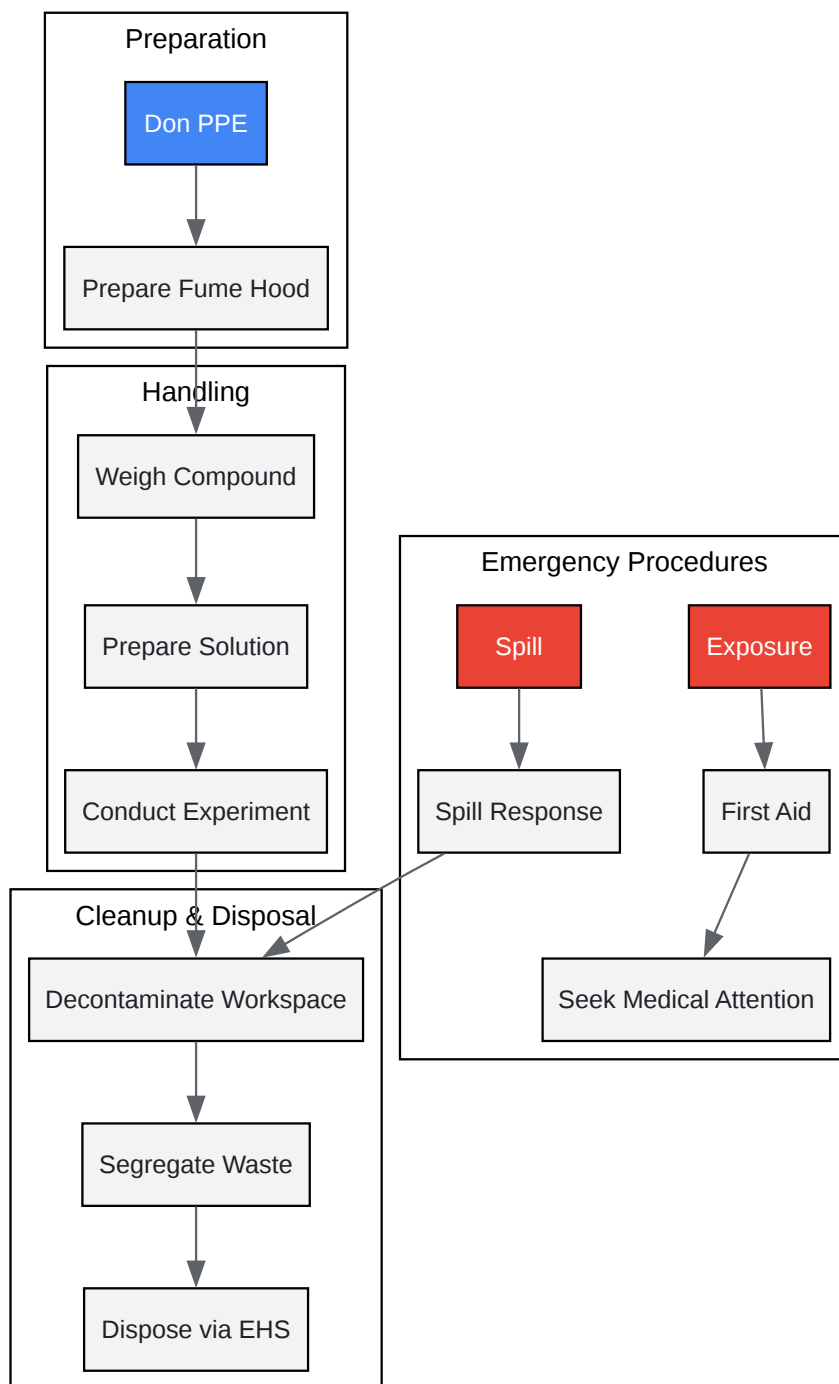 Preparation
Don PPE
Prepare Fume Hood
Handling
Weigh Compound
Prepare Solution
Conduct Experiment
Emergency Procedures
Spill
Exposure
Spill Response
First Aid
Seek Medical Attention
Cleanup & Disposal
Decontaminate Workspace
Segregate Waste
Dispose via EHS